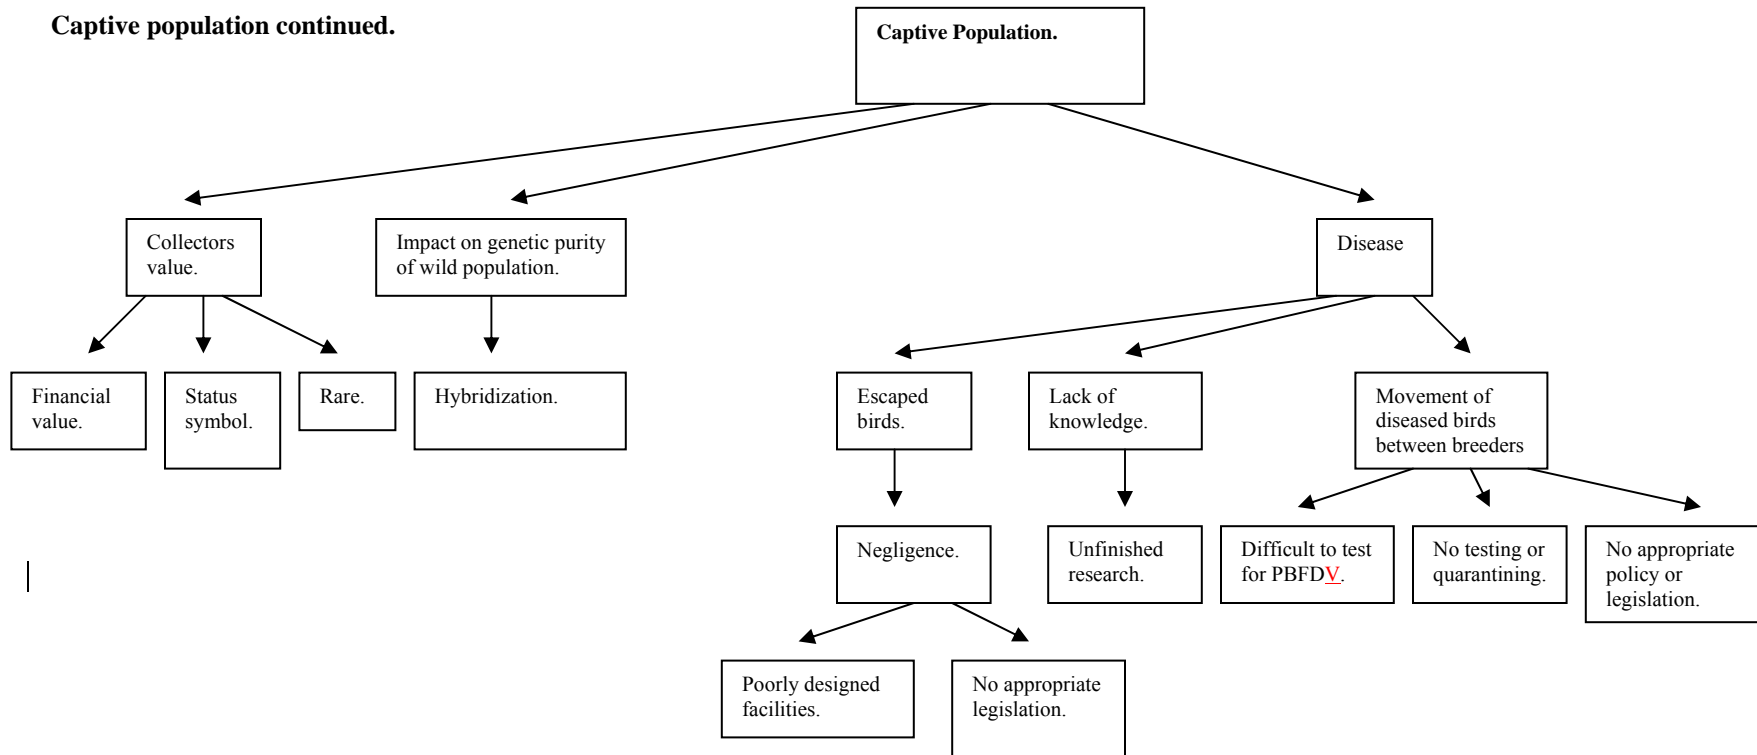 Captive population continued.
Captive Population.
Collectors
value.
Impact on genetic purity
of wild population.
Disease
Financial
value.
Status
symbol.
Rare.
Hybridization.
Escaped
birds.
Lack of
knowledge.
Movement of
diseased birds
between breeders
Negligence.
Unfinished
research.
Difficult to test
for PBFDV.
No testing or
quarantining.
No appropriate
policy or
legislation.
Poorly designed
facilities.
No appropriate
legislation.